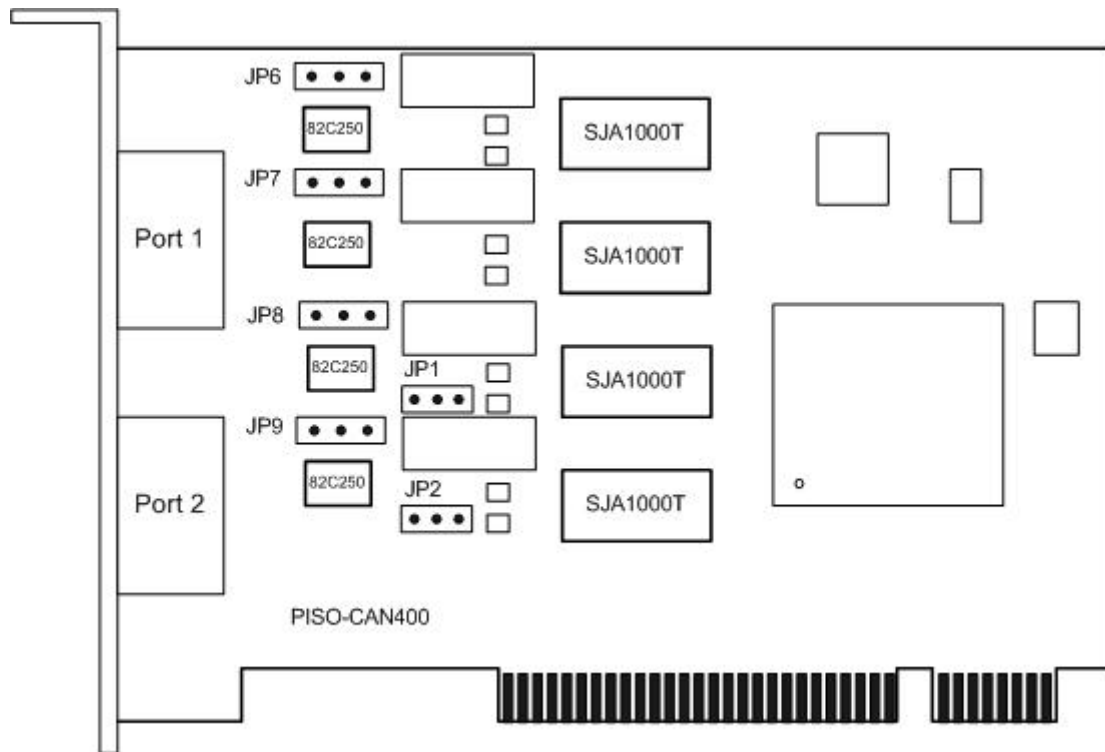 JP6
82C250
SJA1000T
JP7
Port 1
82C250
SJA1000T
JP8
82C250
JP1
SJA1000T
JP9
82C250
JP2
SJA1000T
Port 2
PISO-CAN400